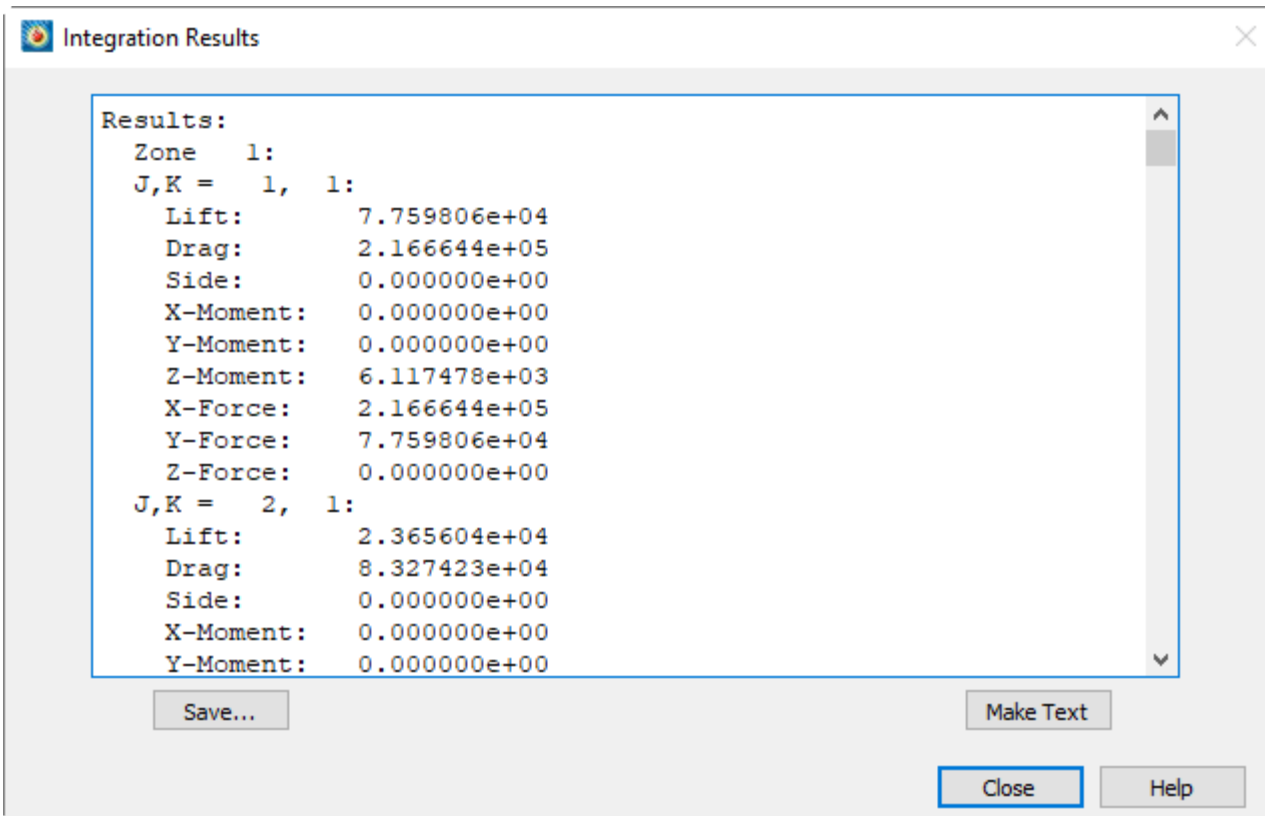 Integration Results
Results:
Zone 1:
J,K = 1, 1:
Lift: 7.759806e+04
Drag: 2.166644e+05
Side: 0.000000e+00
X-Moment: 0.000000e+00
Y-Moment: 0.000000e+00
Z-Moment: 6.117478e+03
X-Force: 2.166644e+05
Y-Force: 7.759806e+04
Z-Force: 0.000000e+00
J,K = 2, 1:
Lift: 2.365604e+04
Drag: 8.327423e+04
Side: 0.000000e+00
X-Moment: 0.000000e+00
Y-Moment: 0.000000e+00
Save... Make Text
Close Help